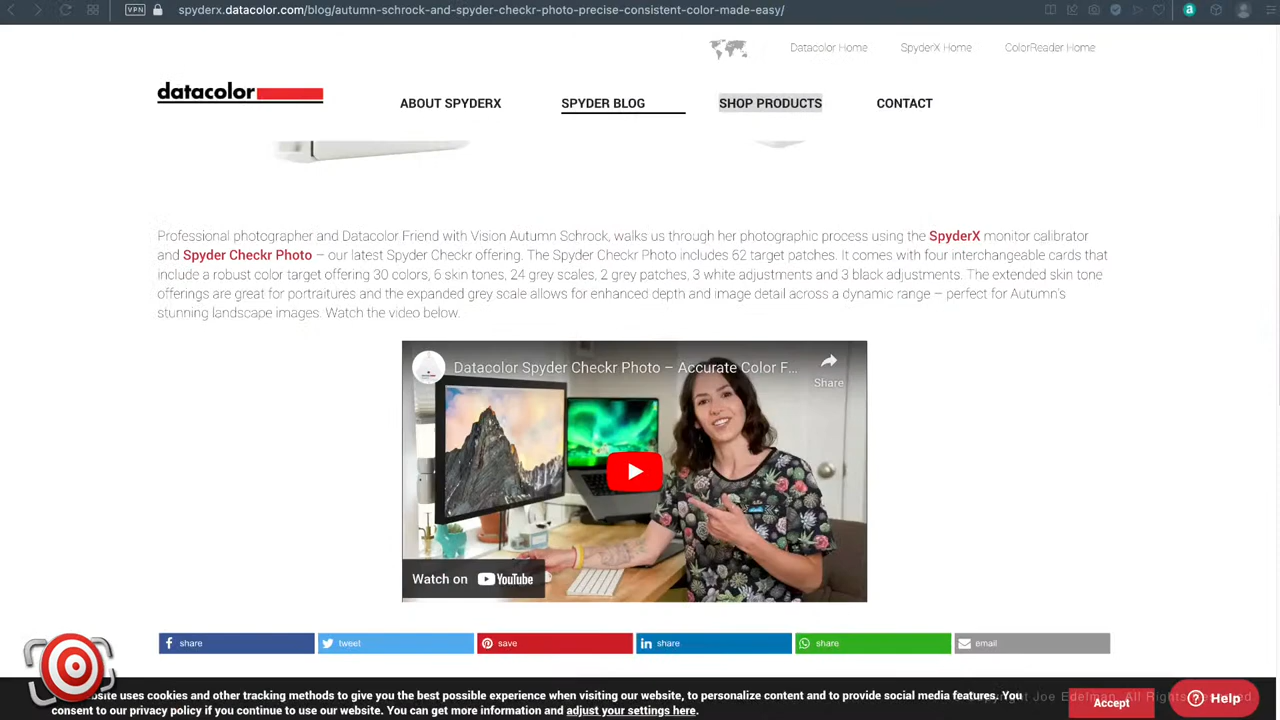 VPN spyderx.datacolor.com/blog/autumn-schrock-and-spyder-checkr-photo-precise-consistent-color-made-easy/
Datacolor Home SpyderX Home ColorReader Home
datacolor
ABOUT SPYDERX SPYDER BLOG SHOP PRODUCTS CONTACT
Professional photographer and Datacolor Friend with Vision Autumn Schrock, walks us through her photographic process using the SpyderX monitor calibrator
and Spyder Checkr Photo – our latest Spyder Checkr offering. The Spyder Checkr Photo includes 62 target patches. It comes with four interchangeable cards that
include a robust color target offering 30 colors, 6 skin tones, 24 grey scales, 2 grey patches, 3 white adjustments and 3 black adjustments. The extended skin tone
offerings are great for portraitures and the expanded grey scale allows for enhanced depth and image detail across a dynamic range – perfect for Autumn's
stunning landscape images. Watch the video below.
Datacolor Spyder Checkr Photo – Accurate Color F...
Share
Watch on YouTube
share tweet save share share email
site uses cookies and other tracking methods to give you the best possible experience when visiting our website, to personalize content and to provide social media features. You
consent to our privacy policy if you continue to use our website. You can get more information and adjust your settings here.
Accept
Help
Copyright Joe Edelman, All Rights Reserved